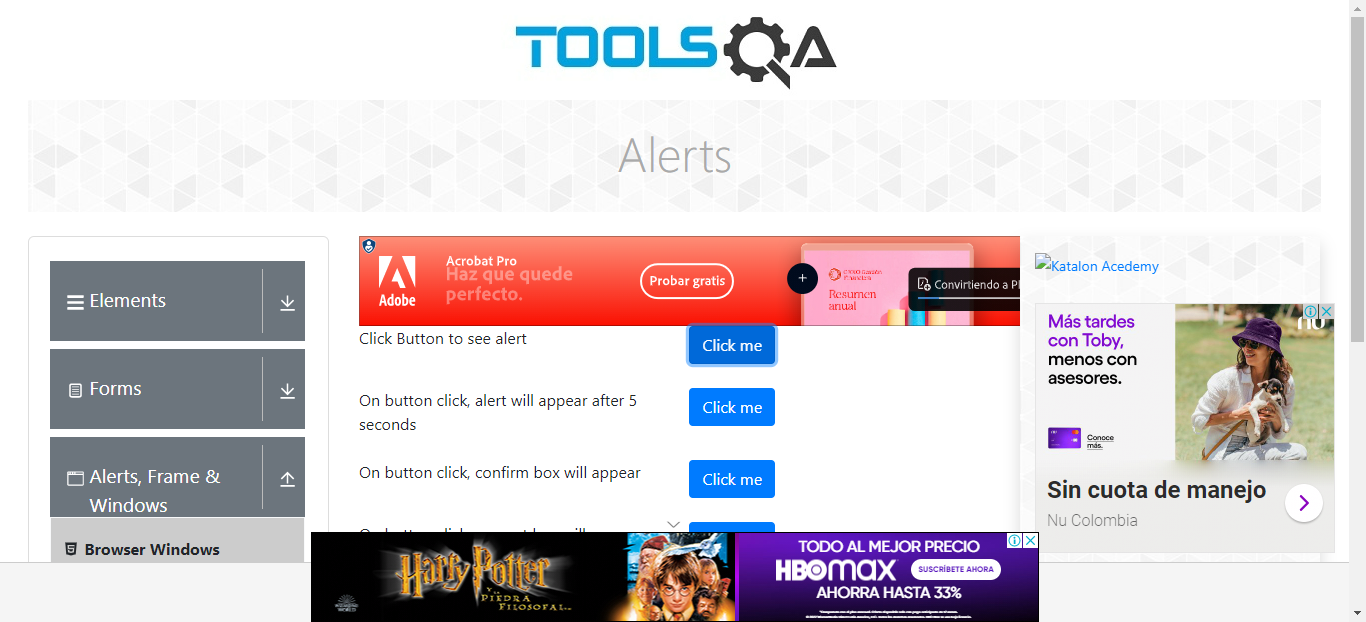 TOOLSQA
Alerts
Elements
Forms
Alerts, Frame &
Windows
Browser Windows
Adobe
Acrobat Pro
Haz que quede
perfecto.
Probar gratis
Resumen
anual
Convirtiendo a
Click Button to see alert
Click me
On button click, alert will appear after 5
seconds
Click me
On button click, confirm box will appear
Click me
Katalon Acedemy
Más tardes
con Toby,
menos con
asesores.
Conoce
más.
Sin cuota de manejo
Nu Colombia
Harry Potter
Y LA
PIEDRA
FILOSOFAL
TODO AL MEJOR PRECIO
HBOMAX
SUSCRÍBETE AHORA
AHORRA HASTA 33%